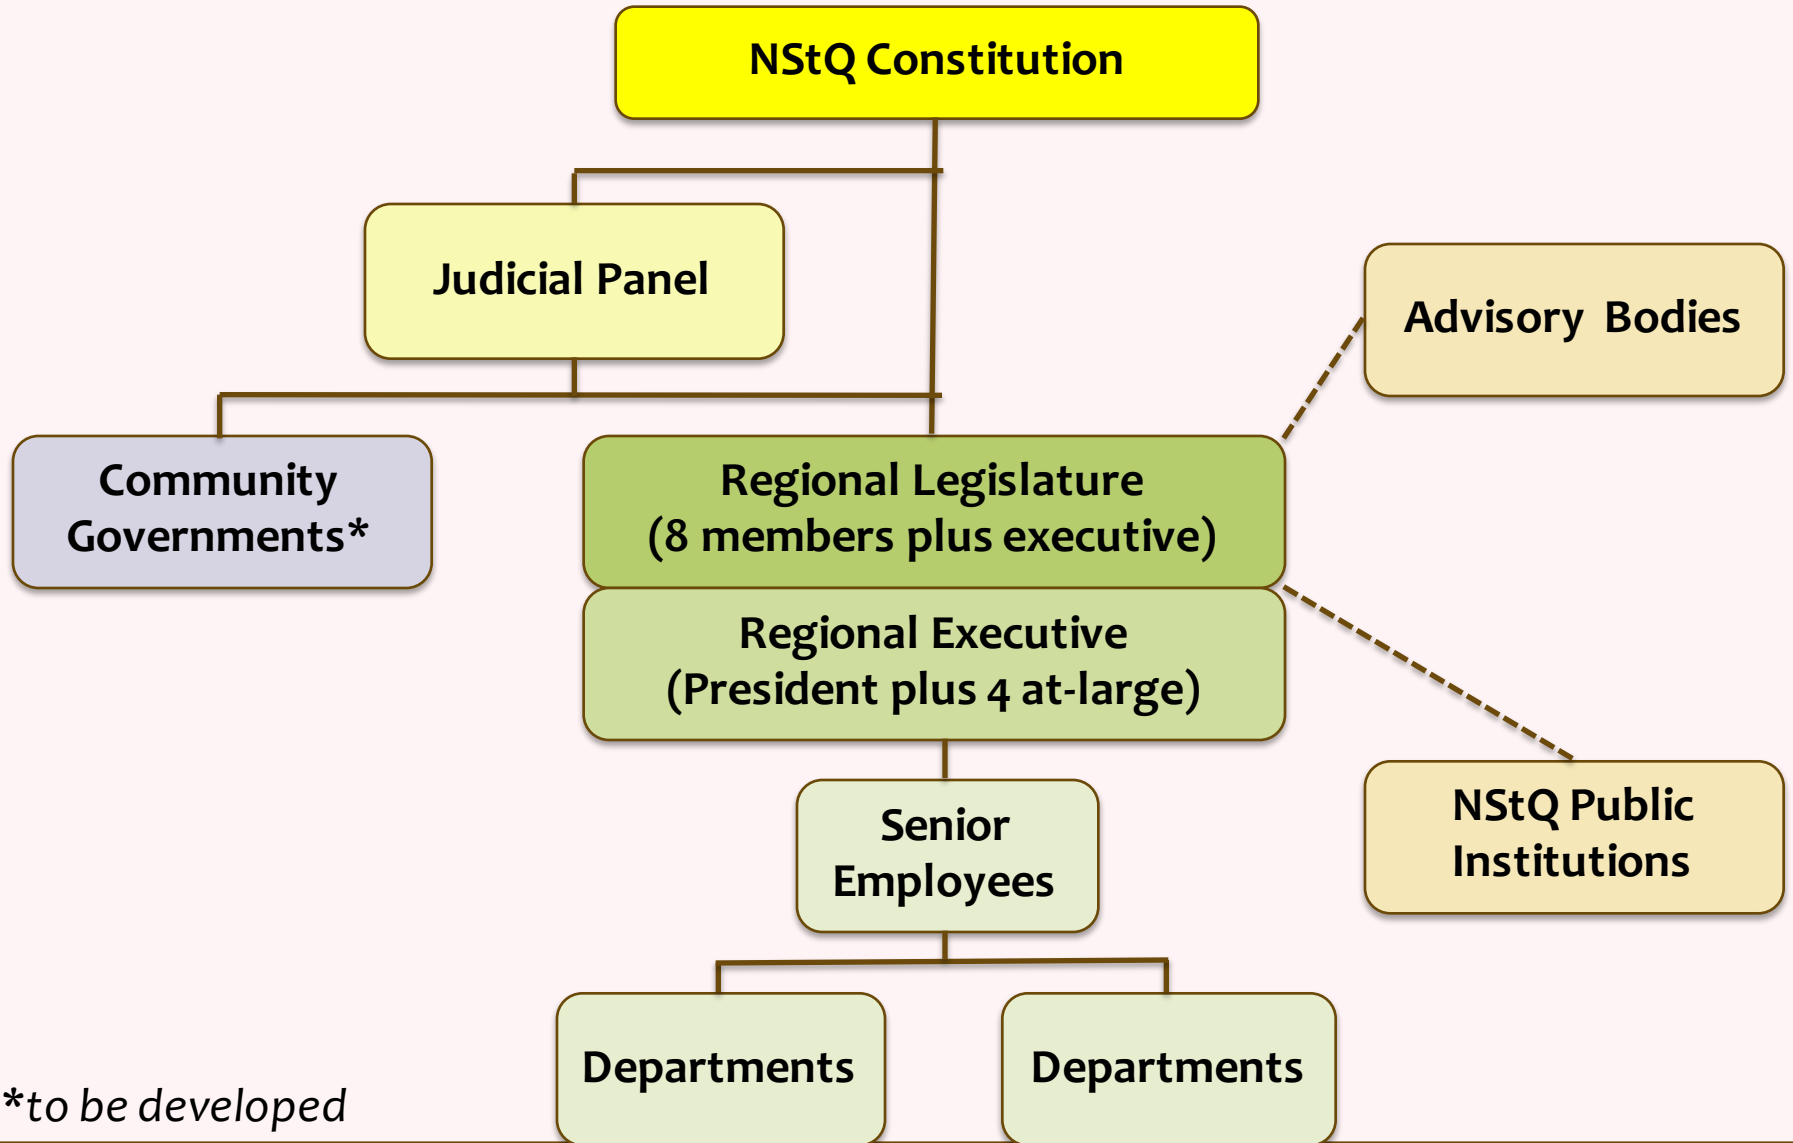 NStQ Constitution
Judicial Panel
Advisory Bodies
Community
Governments*
Regional Legislature
(8 members plus executive)
Regional Executive
(President plus 4 at-large)
Senior
Employees
NStQ Public
Institutions
Departments
Departments
*to be developed